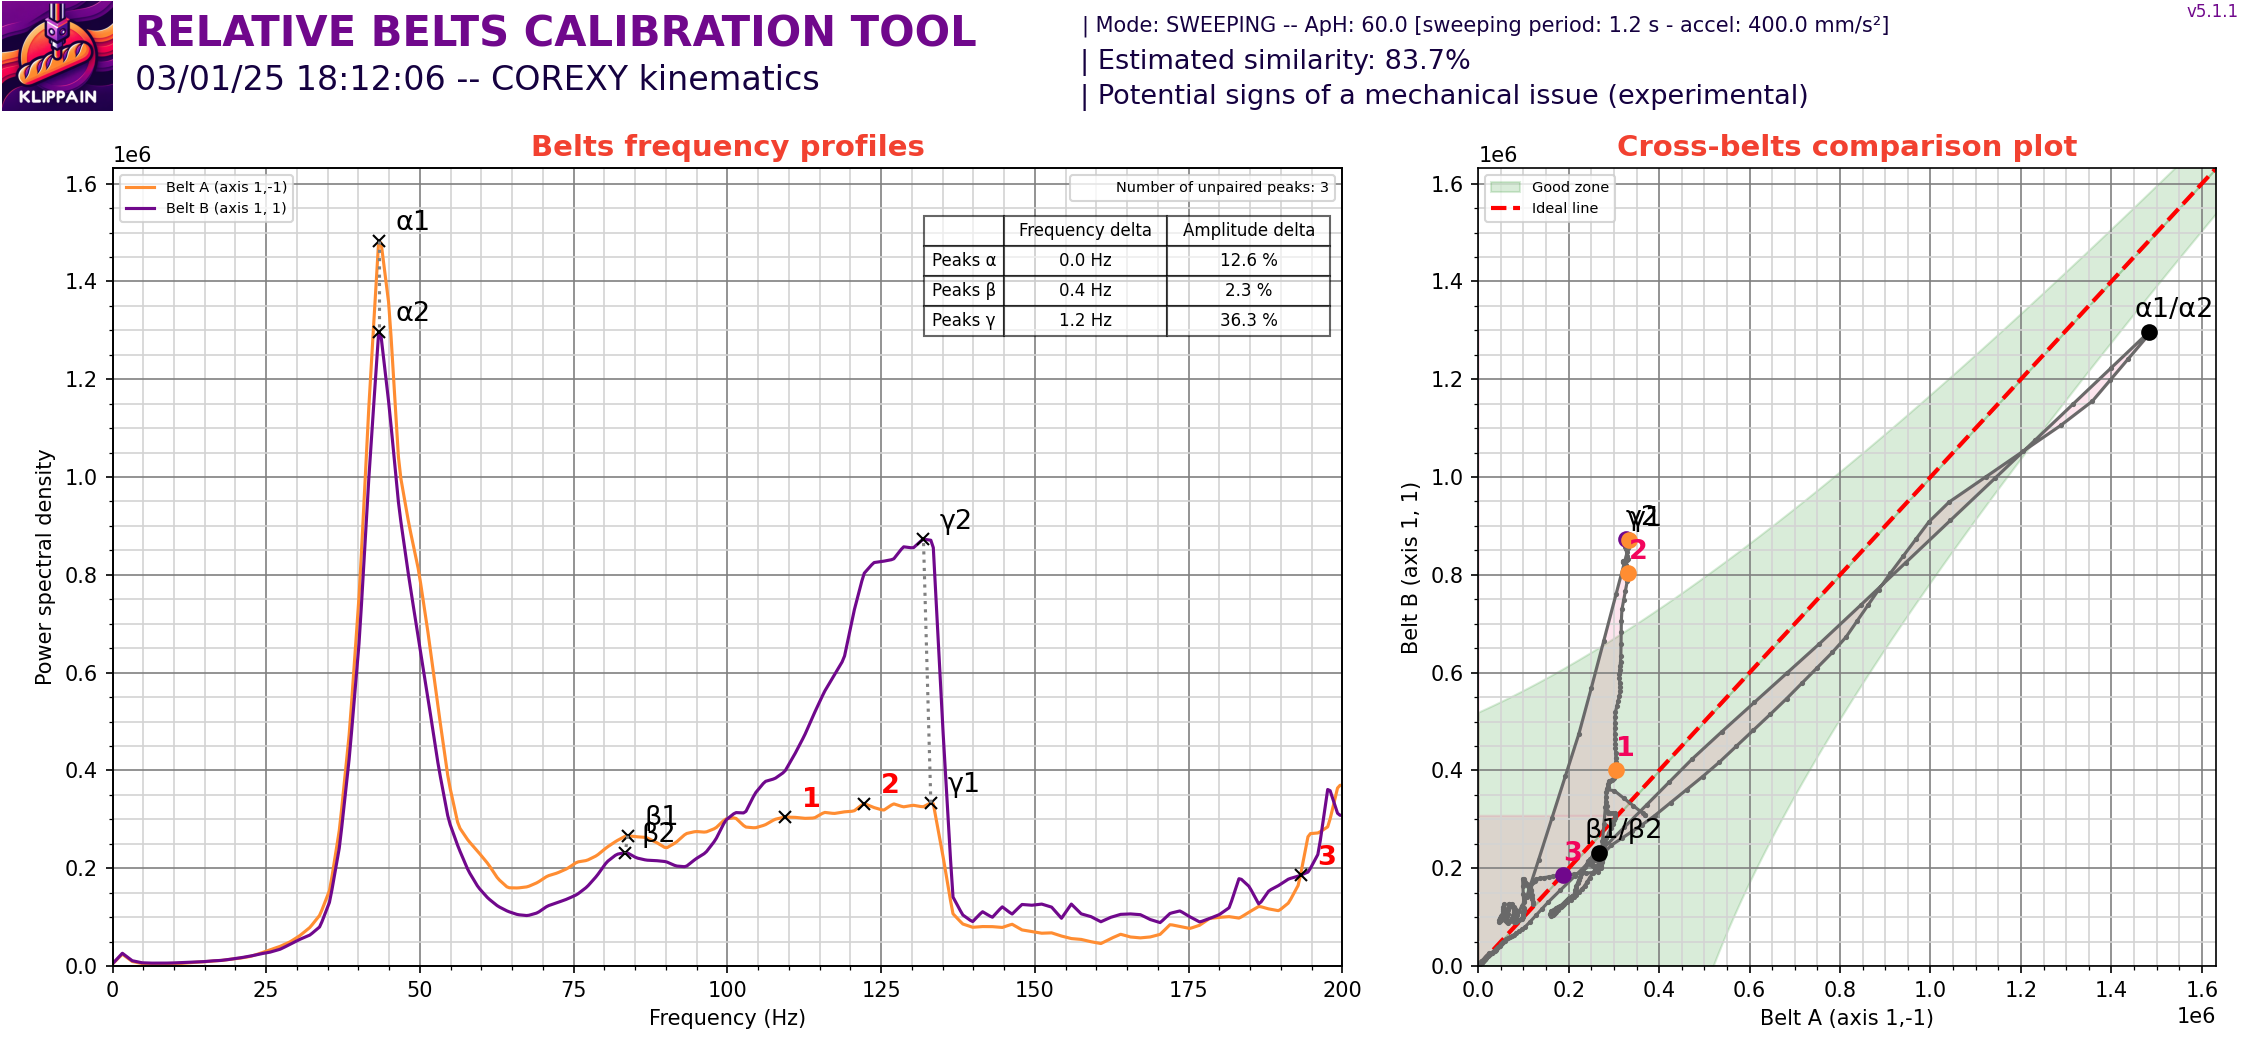 KLIPPAIN
RELATIVE BELTS CALIBRATION TOOL
03/01/25 18:12:06 -- COREXY kinematics
| Mode: SWEEPING -- ApH: 60.0 [sweeping period: 1.2 s - accel: 400.0 mm/s²]
| Estimated similarity: 83.7%
| Potential signs of a mechanical issue (experimental)
v5.1.1
Belts frequency profiles
1e6
Belt A (axis 1,-1)
Belt B (axis 1, 1)
Number of unpaired peaks: 3
Frequency delta Amplitude delta
Peaks α 0.0 Hz 12.6 %
Peaks β 0.4 Hz 2.3 %
Peaks γ 1.2 Hz 36.3 %
α1
α2
γ2
γ1
β1
β2
1
2
3
Power spectral density
1.6
1.4
1.2
1.0
0.8
0.6
0.4
0.2
0.0
0 25 50 75 100 125 150 175 200
Frequency (Hz)
Cross-belts comparison plot
1e6
Good zone
Ideal line
α1/α2
γ2
γ1
2
1
β1/β2
3
Belt B (axis 1, 1)
1.6
1.4
1.2
1.0
0.8
0.6
0.4
0.2
0.0
0.0 0.2 0.4 0.6 0.8 1.0 1.2 1.4 1.6
Belt A (axis 1,-1)
1e6